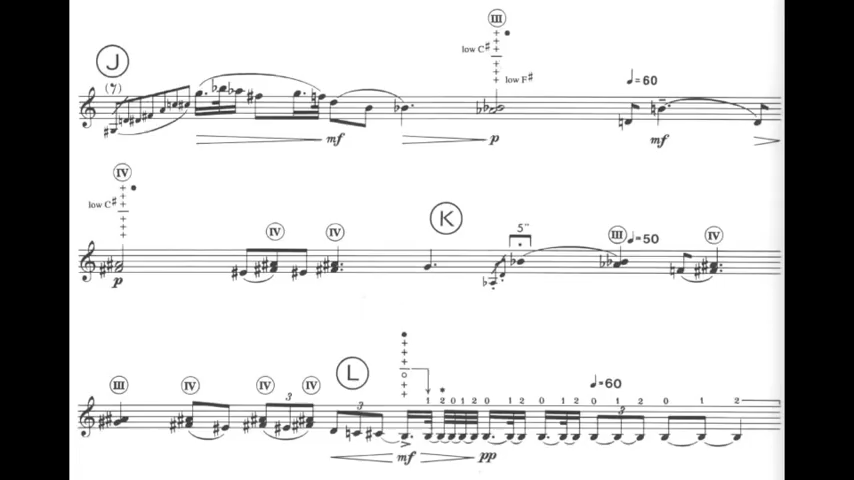 III
low C#
low F#
J
(𝄾)
♩=60
mf
p
mf
IV
low C#
K
5"
IV
IV
III
♩=50
IV
p
L
III
IV
IV
3
IV
3
1 2 0 1 2 0 1 2 0 1 2 0 1 2 0 1 2
♩=60
3
mf
pp